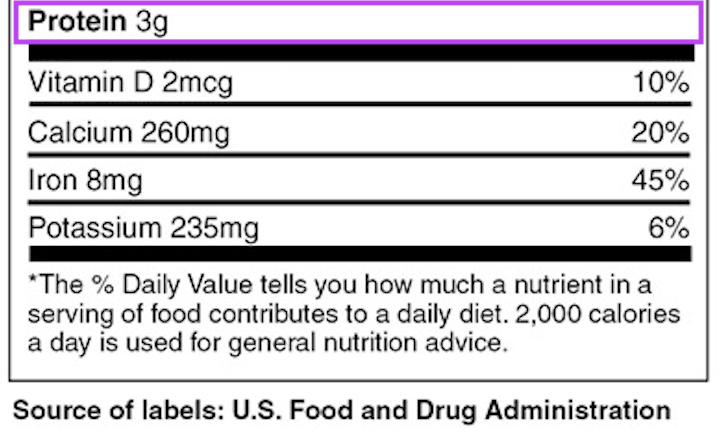 Protein 3g
Vitamin D 2mcg 10%
Calcium 260mg 20%
Iron 8mg 45%
Potassium 235mg 6%
*The % Daily Value tells you how much a nutrient in a
serving of food contributes to a daily diet. 2,000 calories
a day is used for general nutrition advice.
Source of labels: U.S. Food and Drug Administration